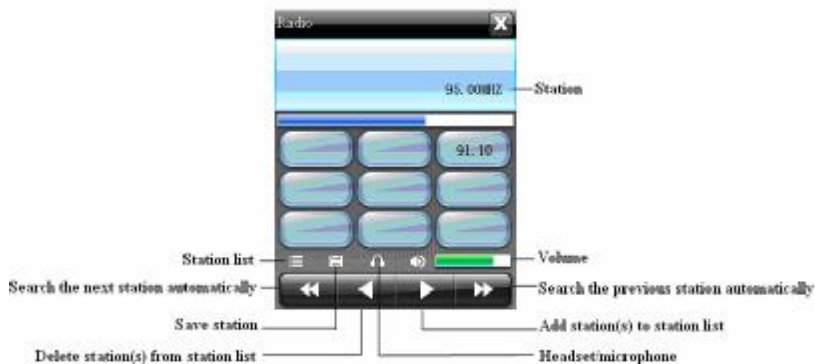 Radio
95.00MHZ
Station
91.10
Station list
Volume
Search the next station automatically
Search the previous station automatically
Save station
Add station(s) to station list
Delete station(s) from station list
Headset/microphone